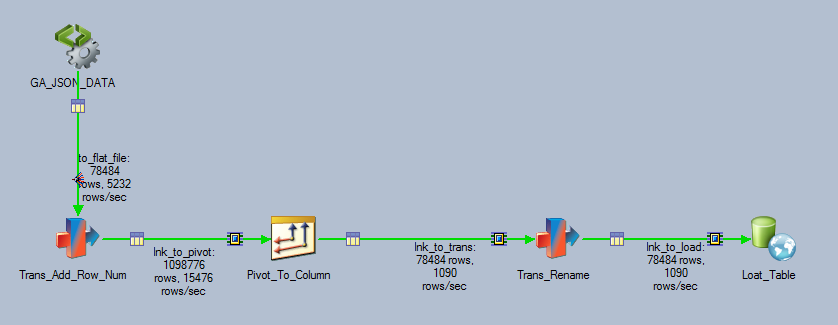 GA_JSON_DATA
to_flat_file:
78484
rows, 5232
rows/sec
Trans_Add_Row_Num
lnk_to_pivot:
1098776
rows, 15476
rows/sec
Pivot_To_Column
lnk_to_trans:
78484 rows,
1090
rows/sec
Trans_Rename
lnk_to_load:
78484 rows,
1090
rows/sec
Loat_Table